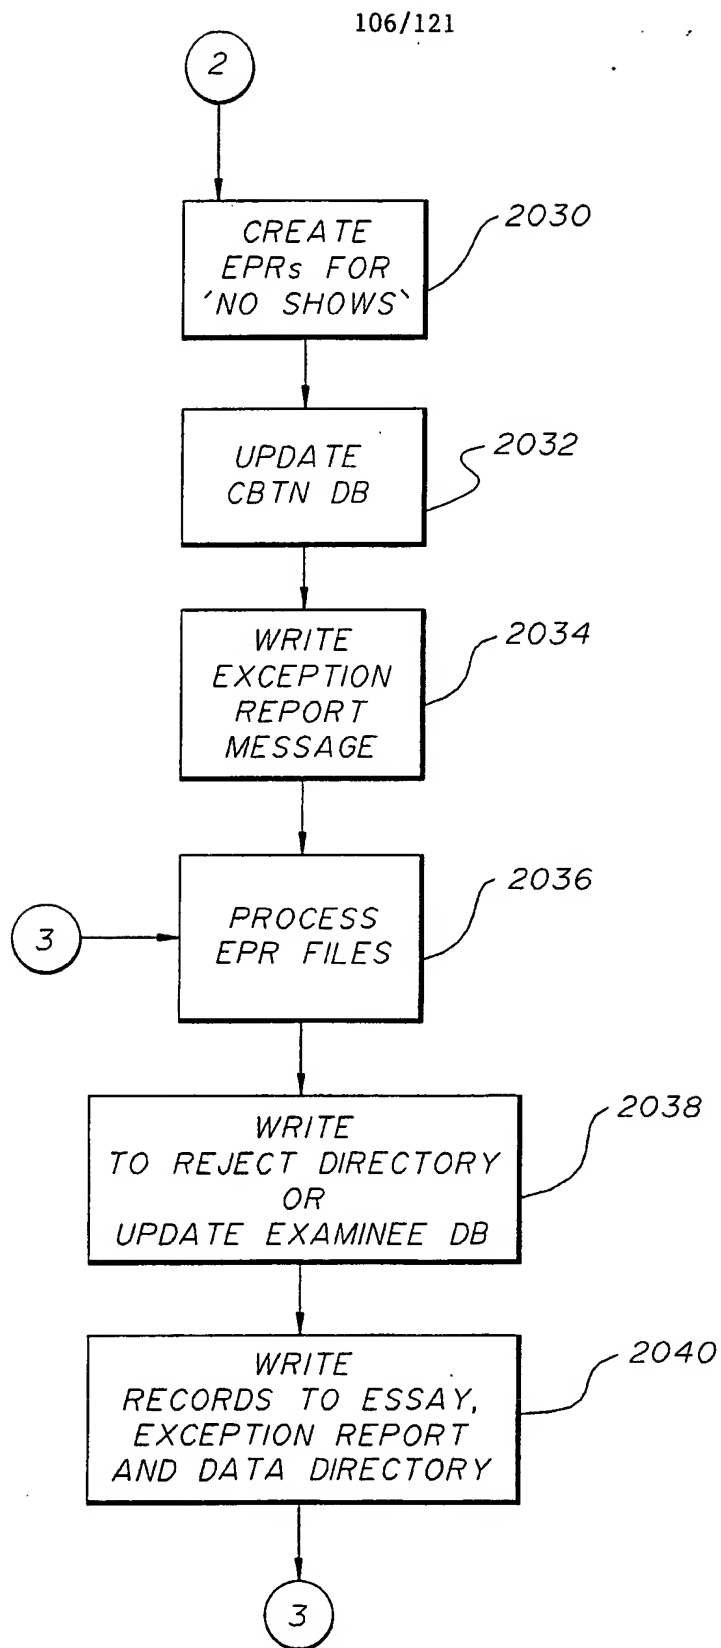 106/121
2
CREATE
EPRs FOR
'NO SHOWS`
2030
UPDATE
CBTN DB
2032
WRITE
EXCEPTION
REPORT
MESSAGE
2034
3
PROCESS
EPR FILES
2036
WRITE
TO REJECT DIRECTORY
OR
UPDATE EXAMINEE DB
2038
WRITE
RECORDS TO ESSAY,
EXCEPTION REPORT
AND DATA DIRECTORY
2040
3